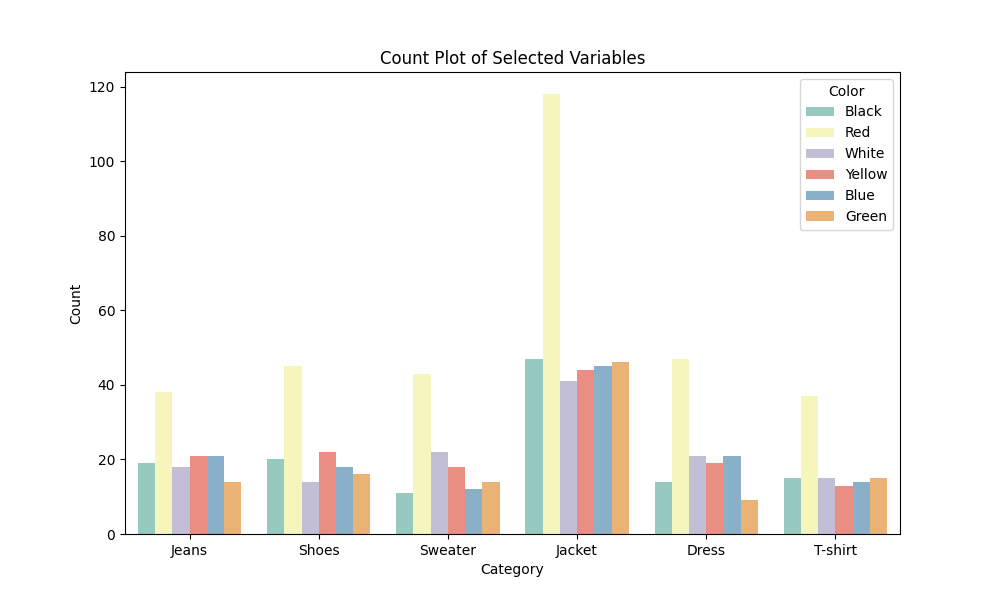 Count Plot of Selected Variables
Color
Black
Red
White
Yellow
Blue
Green
Count
120
100
80
60
40
20
0
Jeans Shoes Sweater Jacket Dress T-shirt
Category